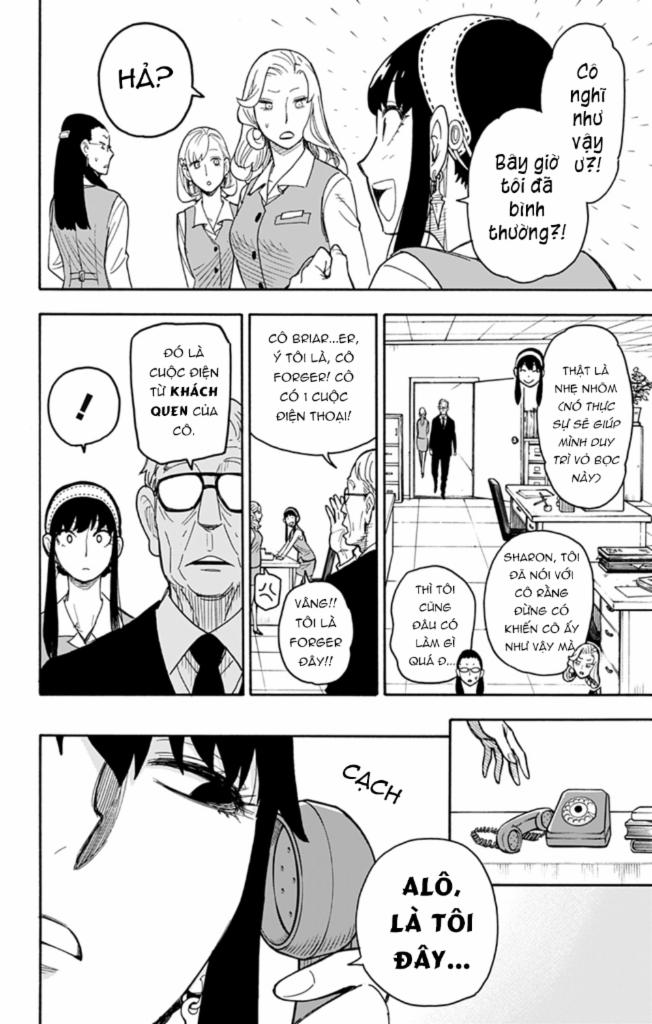 CÔ
NGHĨ NHƯ
VẬY
Ư?!
BÂY GIỜ
TÔI ĐÃ
BÌNH
THƯỜNG?!
HẢ?
THẬT LÀ
NHẸ NHÕM
(NÓ THỰC
SỰ SẼ GIÚP
MÌNH DUY
TRÌ VỎ BỌC
NÀY)
SHARON, TÔI
ĐÃ NÓI VỚI
CÔ RẰNG
ĐỪNG CÓ
KHIẾN CÔ ẤY
NHƯ VẬY MÀ
THÌ TÔI
CŨNG
ĐÂU CÓ
LÀM GÌ
QUÁ Đ...
CÔ BRIAR...ER,
Ý TÔI LÀ, CÔ
FORGER! CÔ
CÓ 1 CUỘC
ĐIỆN THOẠI!
VÂNG!!
TÔI LÀ
FORGER
ĐÂY!!
ĐÓ LÀ
CUỘC ĐIỆN
TỪ KHÁCH
QUEN CỦA
CÔ.
!
CẠCH
ALÔ,
LÀ TÔI
ĐÂY...